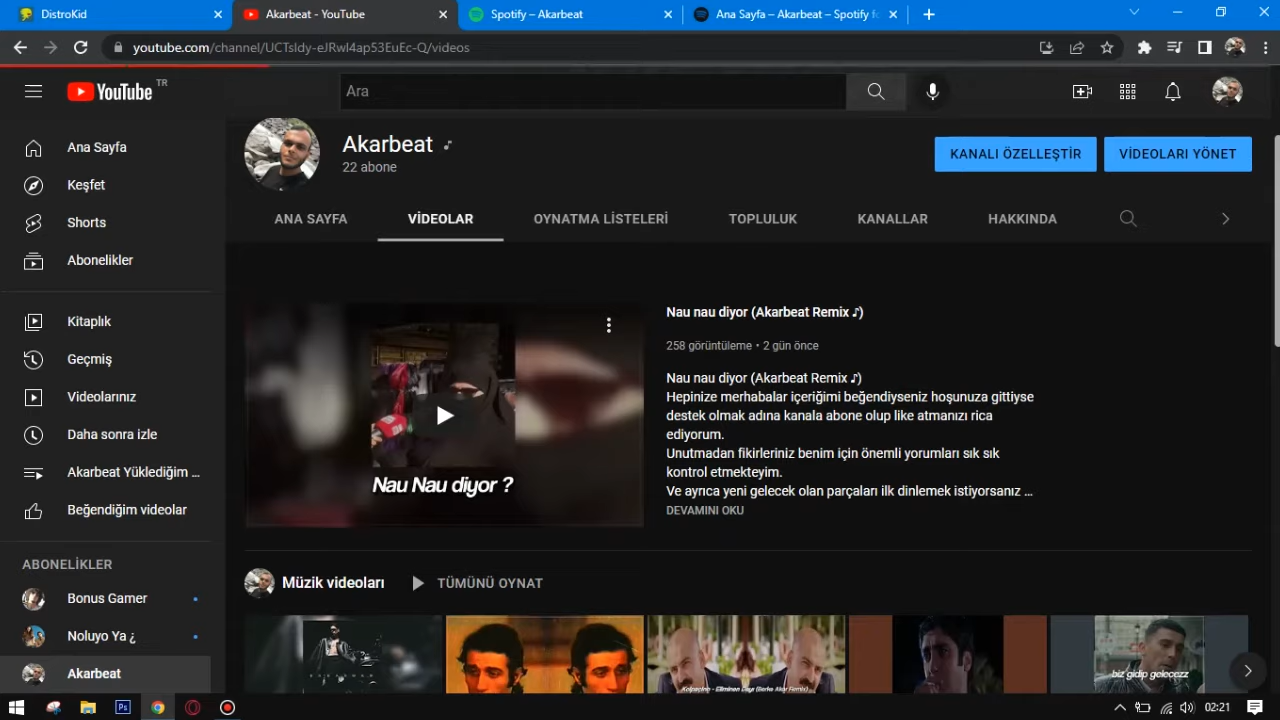 DistroKid
Akarbeat - YouTube
Spotify – Akarbeat
Ana Sayfa – Akarbeat – Spotify fo
youtube.com/channel/UCTsldy-eJRwl4ap53EuEc-Q/videos
YouTube TR
Ara
Akarbeat ♪
22 abone
KANALI ÖZELLEŞTİR
VİDEOLARI YÖNET
ANA SAYFA
VİDEOLAR
OYNATMA LİSTELERİ
TOPLULUK
KANALLAR
HAKKINDA
Ana Sayfa
Keşfet
Shorts
Abonelikler
Kitaplık
Geçmiş
Videolarınız
Daha sonra izle
Akarbeat Yüklediğim ...
Beğendiğim videolar
ABONELİKLER
Bonus Gamer
Noluyo Ya ¿
Akarbeat
Nau Nau diyor ?
Nau nau diyor (Akarbeat Remix ♪)
258 görüntüleme • 2 gün önce
Nau nau diyor (Akarbeat Remix ♪)
Hepinize merhabalar içeriğimi beğendiyseniz hoşunuza gittiyse
destek olmak adına kanala abone olup like atmanızı rica
ediyorum.
Unutmadan fikirleriniz benim için önemli yorumları sık sık
kontrol etmekteyim.
Ve ayrıca yeni gelecek olan parçaları ilk dinlemek istiyorsanız ...
DEVAMINI OKU
Müzik videoları
TÜMÜNÜ OYNAT
biz gidip gelecezz
Ps
02:21